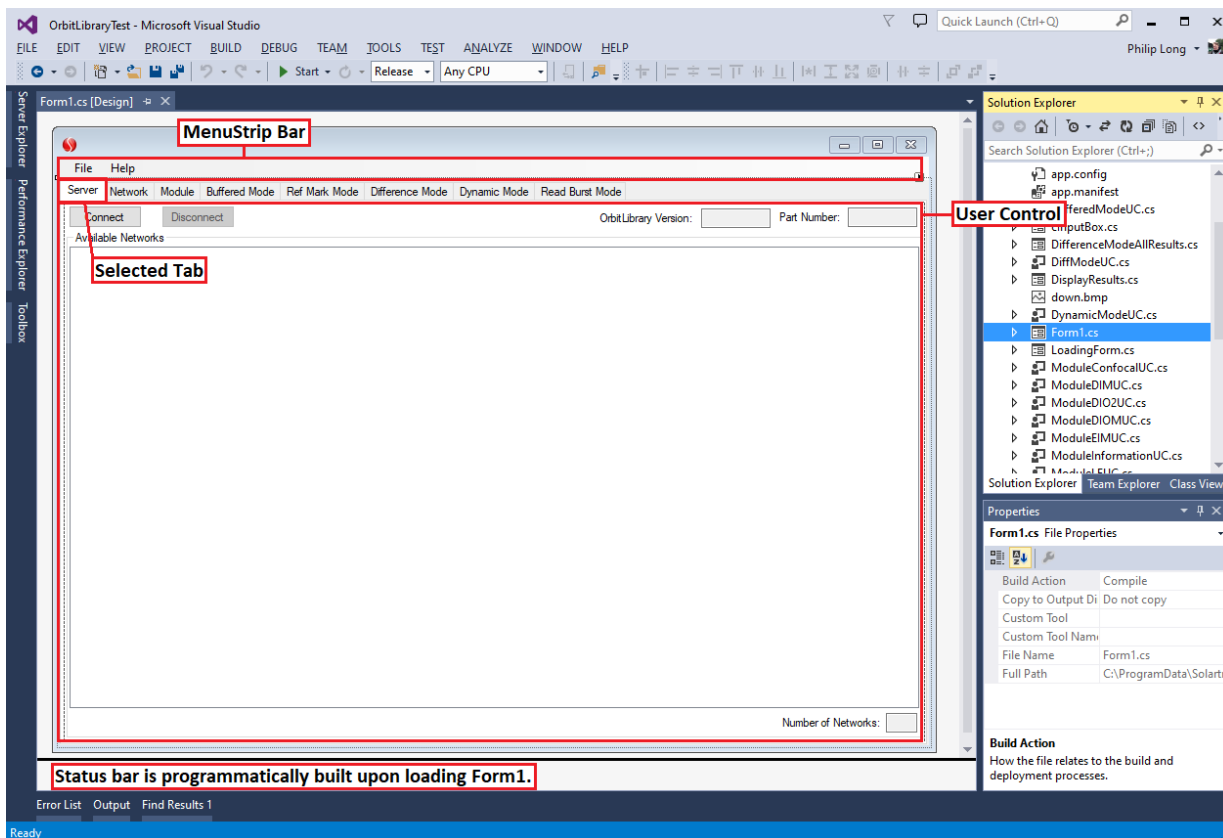 OrbitLibraryTest - Microsoft Visual Studio
Quick Launch (Ctrl+Q)
FILE EDIT VIEW PROJECT BUILD DEBUG TEAM TOOLS TEST ANALYZE WINDOW HELP
Philip Long
Start Release Any CPU
Server Explorer
Performance Explorer
Toolbox
Form1.cs [Design]
MenuStrip Bar
File Help
Server Network Module Buffered Mode Ref Mark Mode Difference Mode Dynamic Mode Read Burst Mode
Connect Disconnect OrbitLibrary Version: Part Number:
User Control
Available Networks
Selected Tab
Number of Networks:
Status bar is programmatically built upon loading Form1.
Solution Explorer
Search Solution Explorer (Ctrl+;)
app.config
app.manifest
fferedModeUC.cs
cInputBox.cs
DifferenceModeAllResults.cs
DiffModeUC.cs
DisplayResults.cs
down.bmp
DynamicModeUC.cs
Form1.cs
LoadingForm.cs
ModuleConfocalUC.cs
ModuleDIMUC.cs
ModuleDIO2UC.cs
ModuleDIOMUC.cs
ModuleEIMUC.cs
ModuleInformationUC.cs
Solution Explorer Team Explorer Class View
Properties
Form1.cs File Properties
Build Action Compile
Copy to Output Di Do not copy
Custom Tool
Custom Tool Nam
File Name Form1.cs
Full Path C:\ProgramData\Solart
Build Action
How the file relates to the build and
deployment processes.
Error List Output Find Results 1
Ready